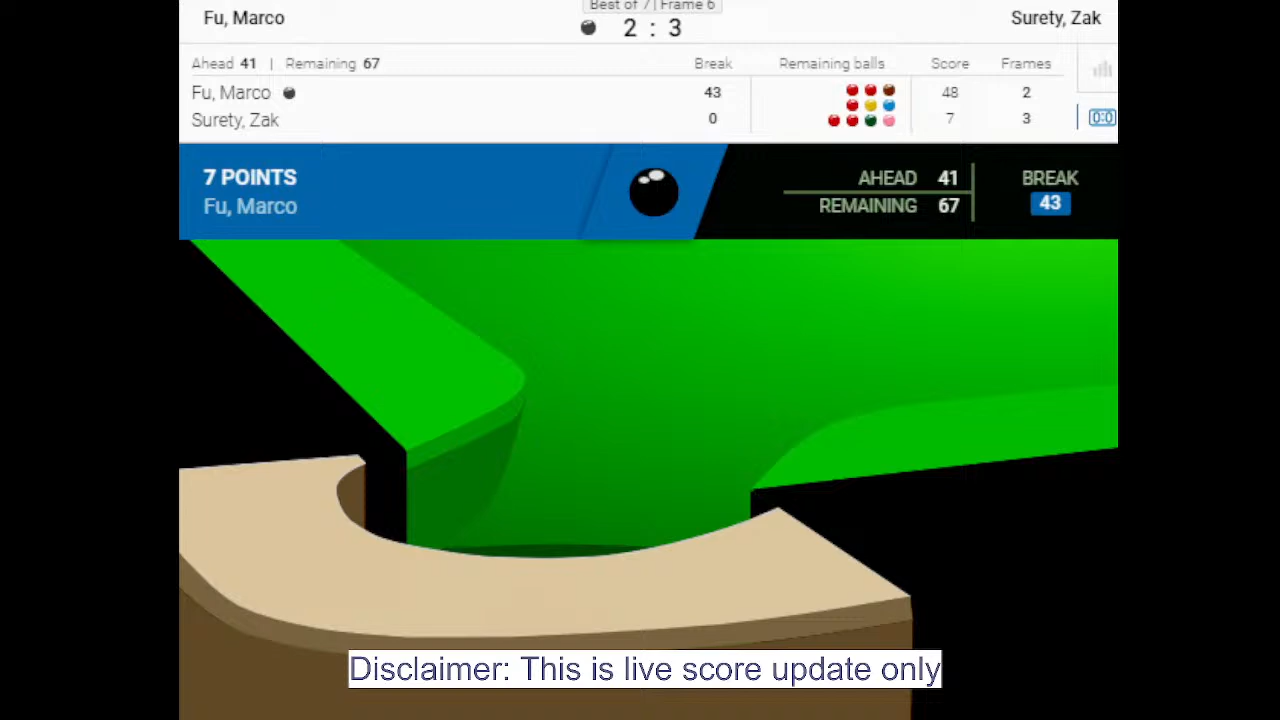 Best of 7 | Frame 6
Fu, Marco 2 : 3 Surety, Zak
Ahead 41 | Remaining 67 Break Remaining balls Score Frames
Fu, Marco 43 48 2
Surety, Zak 0 7 3
0:0
7 POINTS
Fu, Marco
AHEAD 41
REMAINING 67
BREAK
43
Disclaimer: This is live score update only